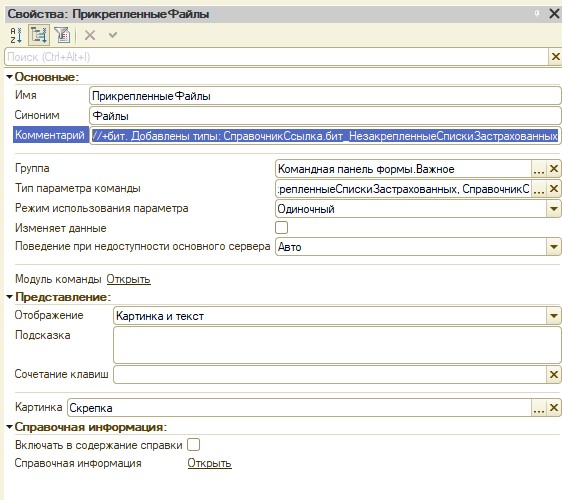 Свойства: ПрикрепленныеФайлы
Поиск (Ctrl+Alt+I)
Основные:
Имя ПрикрепленныеФайлы
Синоним Файлы
Комментарий //+бит. Добавлены типы: СправочникСсылка.бит_НезакрепленныеСпискиЗастрахованных
Группа Командная панель формы.Важное ...
Тип параметра команды :репленныеСпискиЗастрахованных, СправочникС ...
Режим использования параметра Одиночный
Изменяет данные
Поведение при недоступности основного сервера Авто
Модуль команды Открыть
Представление:
Отображение Картинка и текст
Подсказка
Сочетание клавиш
Картинка Скрепка ...
Справочная информация:
Включать в содержание справки
Справочная информация Открыть